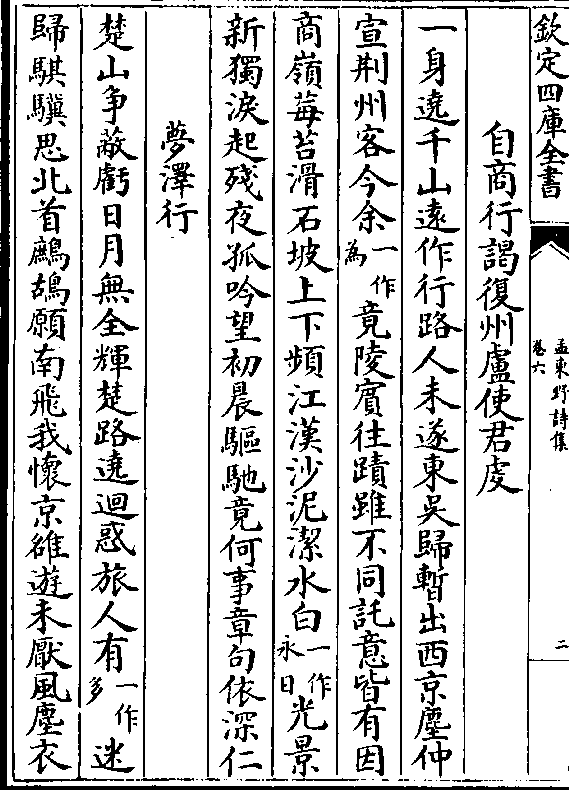 欽定四庫全書
孟東野詩集
卷六
二
自商行謁復州盧使君虔
一身遶千山遠作行路人未遂東吳歸暫出西京塵仲
宣荆州客今余一作為竟陵賓往蹟雖不同託意皆有因
商嶺莓苔滑石坡上下頻江漢沙泥潔水白一作永日光景
新獨淚起殘夜孤吟望初晨驅馳竟何事章句依深仁
夢澤行
楚山争蔽虧日月無全輝楚路遶迴惑旅人有一作多迷
歸騏驥思北首鷓鴣願南飛我懷京雒遊未厭風塵衣